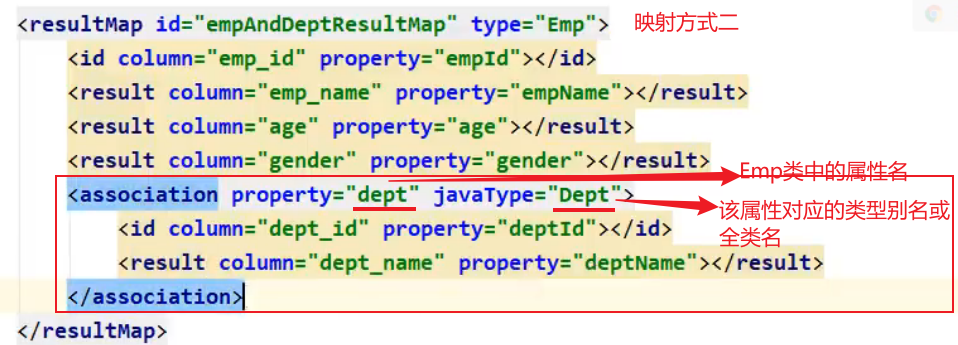 <resultMap id="empAndDeptResultMap" type="Emp">
映射方式二
<id column="emp_id" property="empId"></id>
<result column="emp_name" property="empName"></result>
<result column="age" property="age"></result>
<result column="gender" property="gender"></result>
Emp类中的属性名
<association property="dept" javaType="Dept">
该属性对应的类型别名或
全类名
<id column="dept_id" property="deptId"></id>
<result column="dept_name" property="deptName"></result>
</association>
</resultMap>